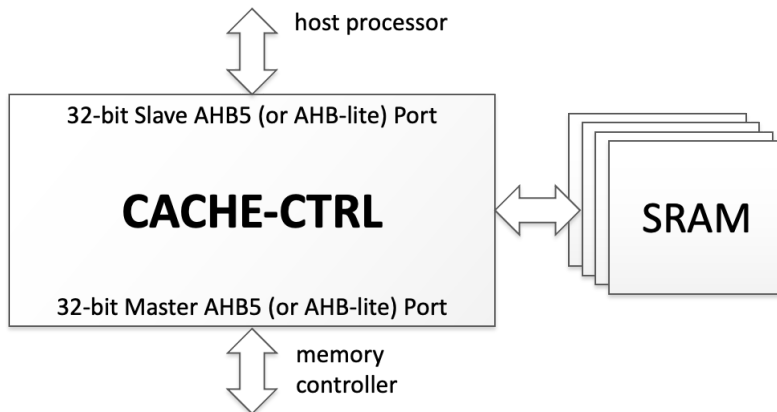 host processor
32-bit Slave AHB5 (or AHB-lite) Port
CACHE-CTRL
SRAM
32-bit Master AHB5 (or AHB-lite) Port
memory
controller